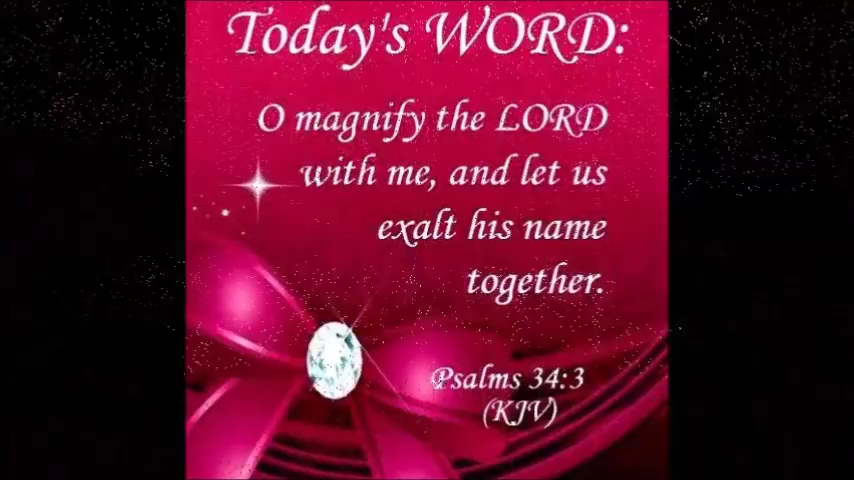 Today's WORD:
O magnify the LORD
with me, and let us
exalt his name
together.
Psalms 34:3
(KJV)